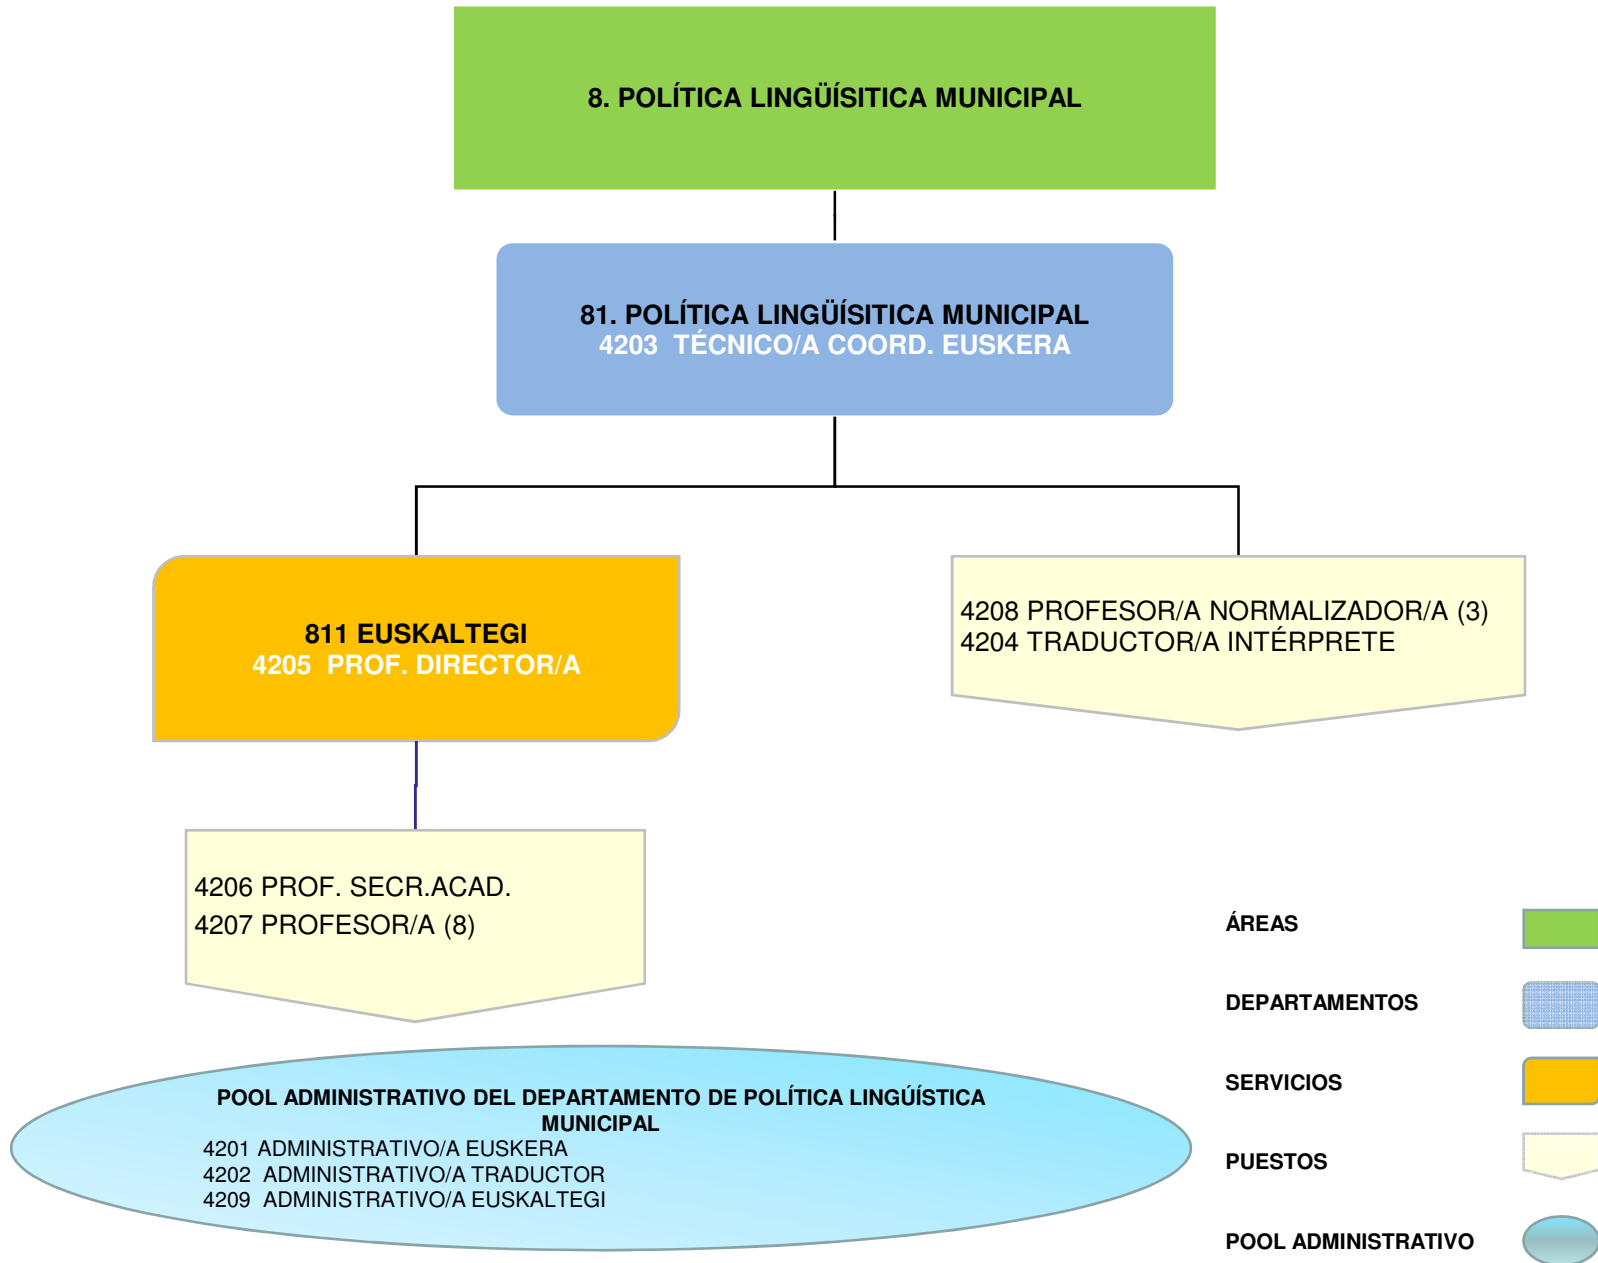 8. POLÍTICA LINGÜÍSITICA MUNICIPAL
81. POLÍTICA LINGÜÍSITICA MUNICIPAL
4203 TÉCNICO/A COORD. EUSKERA
811 EUSKALTEGI
4205 PROF. DIRECTOR/A
4208 PROFESOR/A NORMALIZADOR/A (3)
4204 TRADUCTOR/A INTÉRPRETE
4206 PROF. SECR.ACAD.
4207 PROFESOR/A (8)
POOL ADMINISTRATIVO DEL DEPARTAMENTO DE POLÍTICA LINGÚÍSTICA
MUNICIPAL
4201 ADMINISTRATIVO/A EUSKERA
4202 ADMINISTRATIVO/A TRADUCTOR
4209 ADMINISTRATIVO/A EUSKALTEGI
ÁREAS
DEPARTAMENTOS
SERVICIOS
PUESTOS
POOL ADMINISTRATIVO